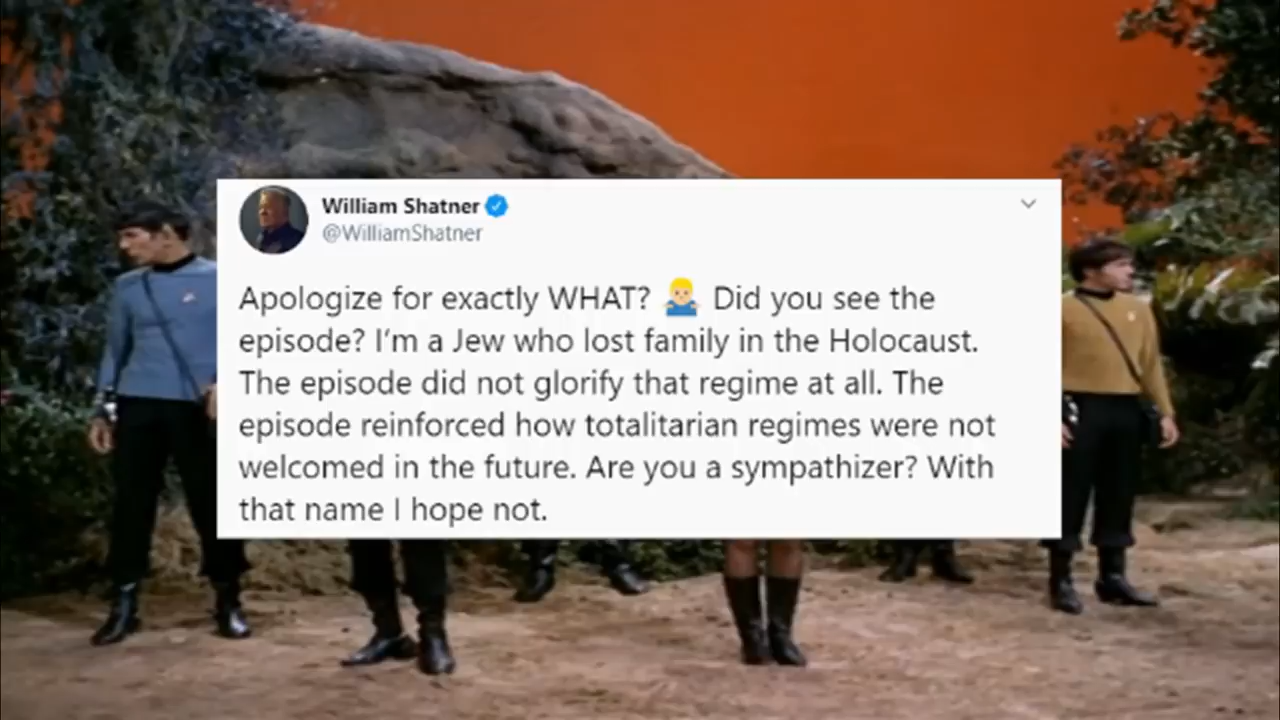 William Shatner
@WilliamShatner
Apologize for exactly WHAT? 🤷🏼‍♂️ Did you see the
episode? I'm a Jew who lost family in the Holocaust.
The episode did not glorify that regime at all. The
episode reinforced how totalitarian regimes were not
welcomed in the future. Are you a sympathizer? With
that name I hope not.